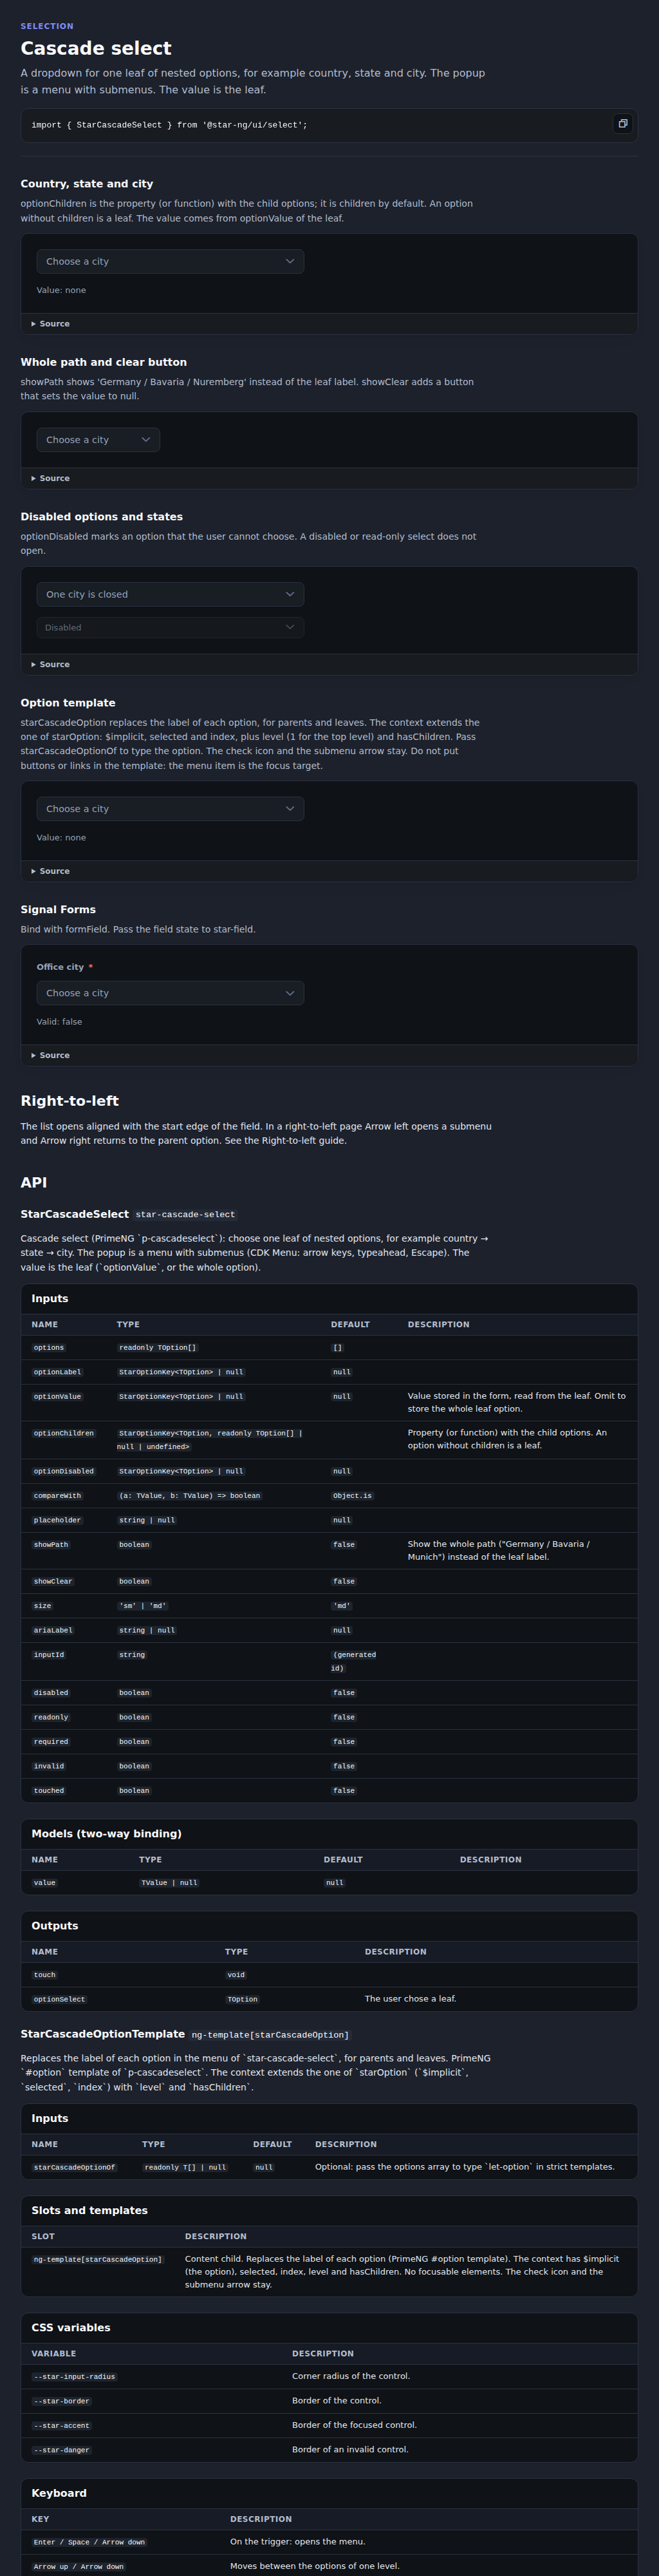 SELECTION
Cascade select
A dropdown for one leaf of nested options, for example country, state and city. The popup
is a menu with submenus. The value is the leaf.
import { StarCascadeSelect } from '@star-ng/ui/select';
Country, state and city
optionChildren is the property (or function) with the child options; it is children by default. An option
without children is a leaf. The value comes from optionValue of the leaf.
Choose a city
Value: none
Source
Whole path and clear button
showPath shows 'Germany / Bavaria / Nuremberg' instead of the leaf label. showClear adds a button
that sets the value to null.
Choose a city
Source
Disabled options and states
optionDisabled marks an option that the user cannot choose. A disabled or read-only select does not
open.
One city is closed
Disabled
Source
Option template
starCascadeOption replaces the label of each option, for parents and leaves. The context extends the
one of starOption: $implicit, selected and index, plus level (1 for the top level) and hasChildren. Pass
starCascadeOptionOf to type the option. The check icon and the submenu arrow stay. Do not put
buttons or links in the template: the menu item is the focus target.
Choose a city
Value: none
Source
Signal Forms
Bind with formField. Pass the field state to star-field.
Office city *
Choose a city
Valid: false
Source
Right-to-left
The list opens aligned with the start edge of the field. In a right-to-left page Arrow left opens a submenu
and Arrow right returns to the parent option. See the Right-to-left guide.
API
StarCascadeSelect star-cascade-select
Cascade select (PrimeNG `p-cascadeselect`): choose one leaf of nested options, for example country →
state → city. The popup is a menu with submenus (CDK Menu: arrow keys, typeahead, Escape). The
value is the leaf (`optionValue`, or the whole option).
Inputs
NAME TYPE DEFAULT DESCRIPTION
options readonly TOption[] []
optionLabel StarOptionKey<TOption> | null null
optionValue StarOptionKey<TOption> | null null Value stored in the form, read from the leaf. Omit to
store the whole leaf option.
optionChildren StarOptionKey<TOption, readonly TOption[] | Property (or function) with the child options. An
null | undefined> option without children is a leaf.
optionDisabled StarOptionKey<TOption> | null null
compareWith (a: TValue, b: TValue) => boolean Object.is
placeholder string | null null
showPath boolean false Show the whole path ("Germany / Bavaria /
Munich") instead of the leaf label.
showClear boolean false
size 'sm' | 'md' 'md'
ariaLabel string | null null
inputId string (generated
id)
disabled boolean false
readonly boolean false
required boolean false
invalid boolean false
touched boolean false
Models (two-way binding)
NAME TYPE DEFAULT DESCRIPTION
value TValue | null null
Outputs
NAME TYPE DESCRIPTION
touch void
optionSelect TOption The user chose a leaf.
StarCascadeOptionTemplate ng-template[starCascadeOption]
Replaces the label of each option in the menu of `star-cascade-select`, for parents and leaves. PrimeNG
`#option` template of `p-cascadeselect`. The context extends the one of `starOption` (`$implicit`,
`selected`, `index`) with `level` and `hasChildren`.
Inputs
NAME TYPE DEFAULT DESCRIPTION
starCascadeOptionOf readonly T[] | null null Optional: pass the options array to type `let-option` in strict templates.
Slots and templates
SLOT DESCRIPTION
ng-template[starCascadeOption] Content child. Replaces the label of each option (PrimeNG #option template). The context has $implicit
(the option), selected, index, level and hasChildren. No focusable elements. The check icon and the
submenu arrow stay.
CSS variables
VARIABLE DESCRIPTION
--star-input-radius Corner radius of the control.
--star-border Border of the control.
--star-accent Border of the focused control.
--star-danger Border of an invalid control.
Keyboard
KEY DESCRIPTION
Enter / Space / Arrow down On the trigger: opens the menu.
Arrow up / Arrow down Moves between the options of one level.